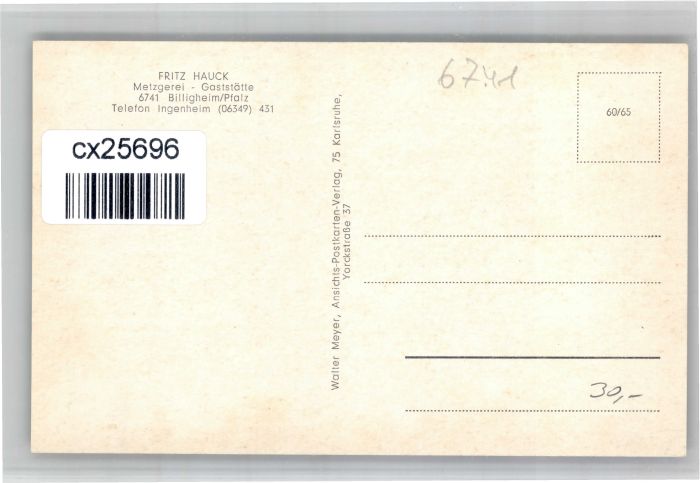 FRITZ HAUCK
Metzgerei - Gaststätte
6741 Billigheim/Pfalz
Telefon Ingenheim (06349) 431
cx25696
Walter Meyer, Ansichts-Postkarten-Verlag, 75 Karlsruhe,
Yorckstraße 37
6741
60/65
30,-